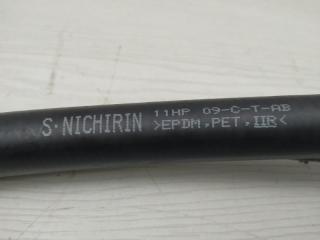 S·NICHIRIN
11HP 09-C-T-AB
>EPDM,PET,IIR<